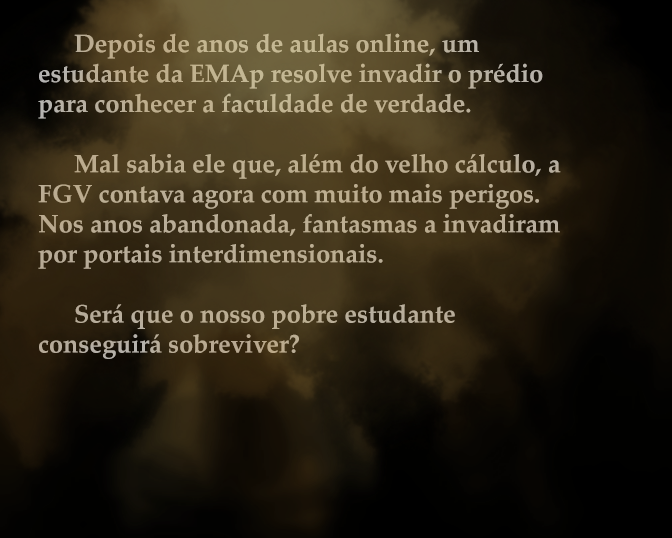 Depois de anos de aulas online, um
estudante da EMAp resolve invadir o prédio
para conhecer a faculdade de verdade.
Mal sabia ele que, além do velho cálculo, a
FGV contava agora com muito mais perigos.
Nos anos abandonada, fantasmas a invadiram
por portais interdimensionais.
Será que o nosso pobre estudante
conseguirá sobreviver?